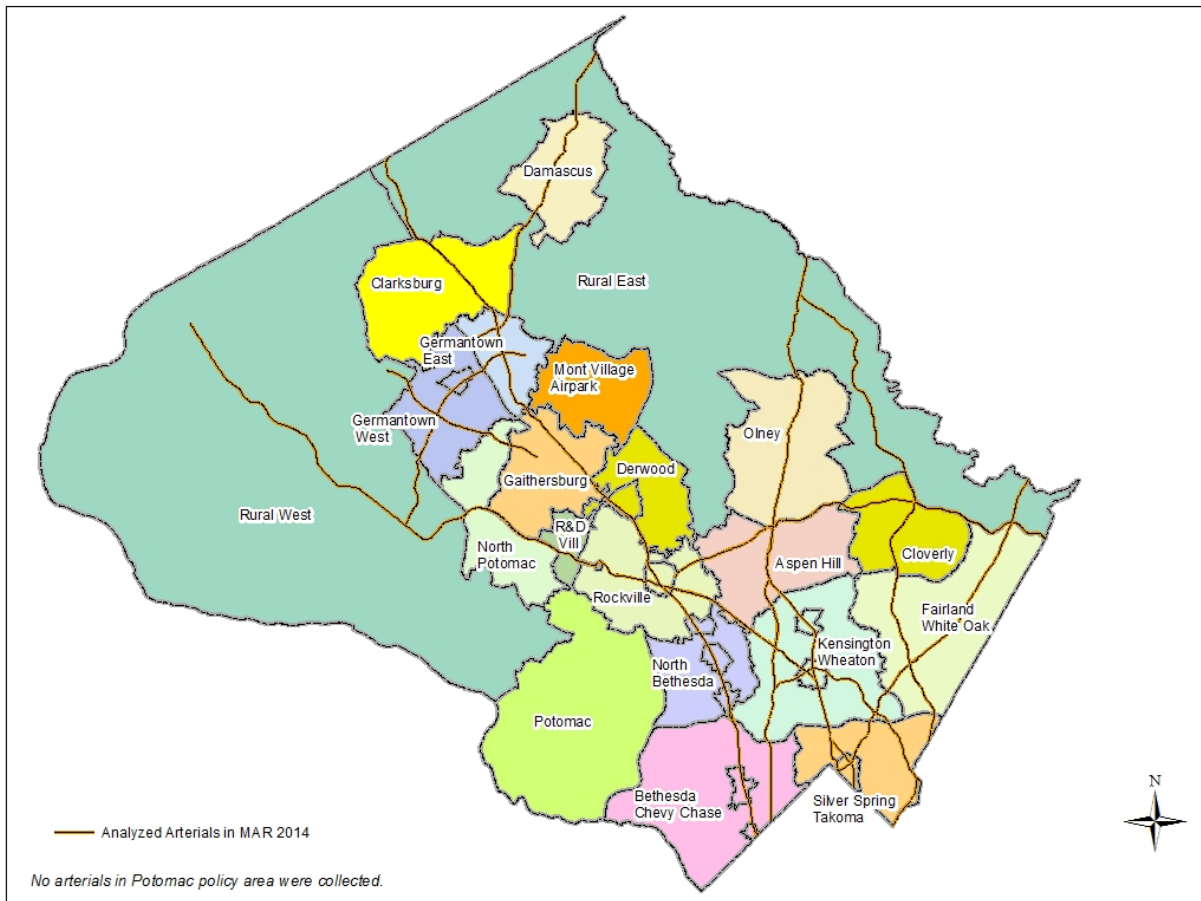 Damascus
Clarksburg
Rural East
Germantown
East
Mont Village
Airpark
Germantown
West
Olney
Derwood
Gaithersburg
Rural West
R&D
Vill
North
Potomac
Aspen Hill
Cloverly
Rockville
Fairland
White Oak
Kensington
Wheaton
North
Bethesda
Potomac
Bethesda
Chevy Chase
Silver Spring
Takoma
N
Analyzed Arterials in MAR 2014
No arterials in Potomac policy area were collected.